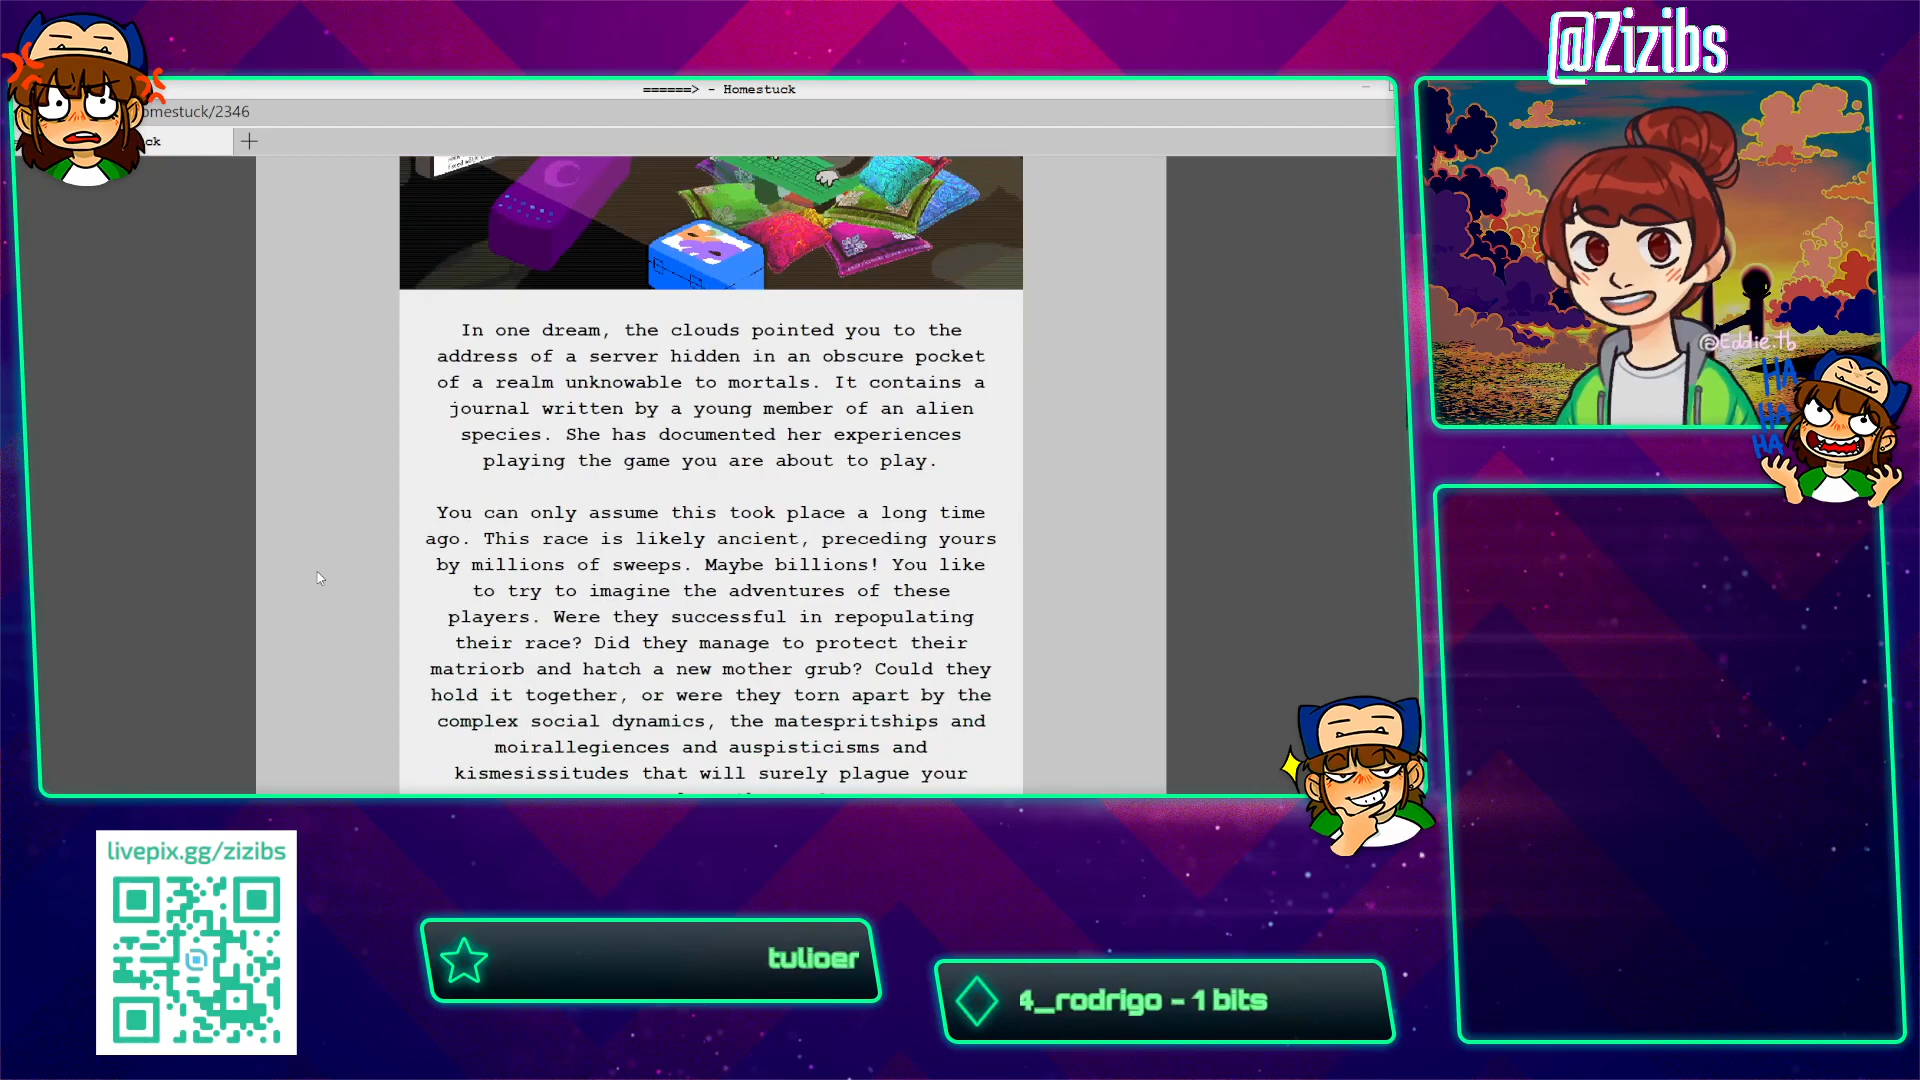 @Zizibs
======> - Homestuck
omestuck/2346
ck
In one dream, the clouds pointed you to the
address of a server hidden in an obscure pocket
of a realm unknowable to mortals. It contains a
journal written by a young member of an alien
species. She has documented her experiences
playing the game you are about to play.
You can only assume this took place a long time
ago. This race is likely ancient, preceding yours
by millions of sweeps. Maybe billions! You like
to try to imagine the adventures of these
players. Were they successful in repopulating
their race? Did they manage to protect their
matriorb and hatch a new mother grub? Could they
hold it together, or were they torn apart by the
complex social dynamics, the matespritships and
moirallegiences and auspisticisms and
kismesissitudes that will surely plague your
@Eddie.tb
HA
HA
HA
livepix.gg/zizibs
tulioer
4_rodrigo - 1 bits